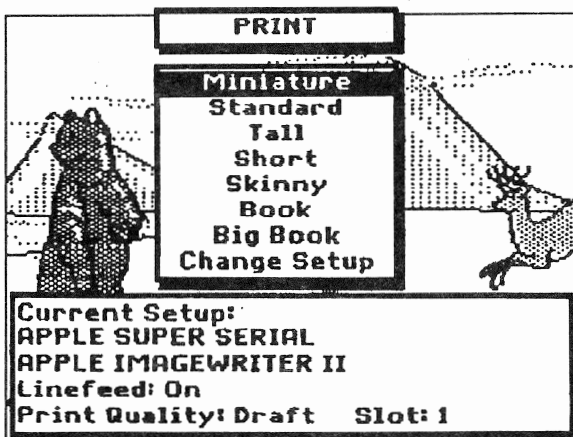 PRINT
Miniature
Standard
Tall
Short
Skinny
Book
Big Book
Change Setup
Current Setup:
APPLE SUPER SERIAL
APPLE IMAGEWRITER II
Linefeed: On
Print Quality: Draft Slot: 1